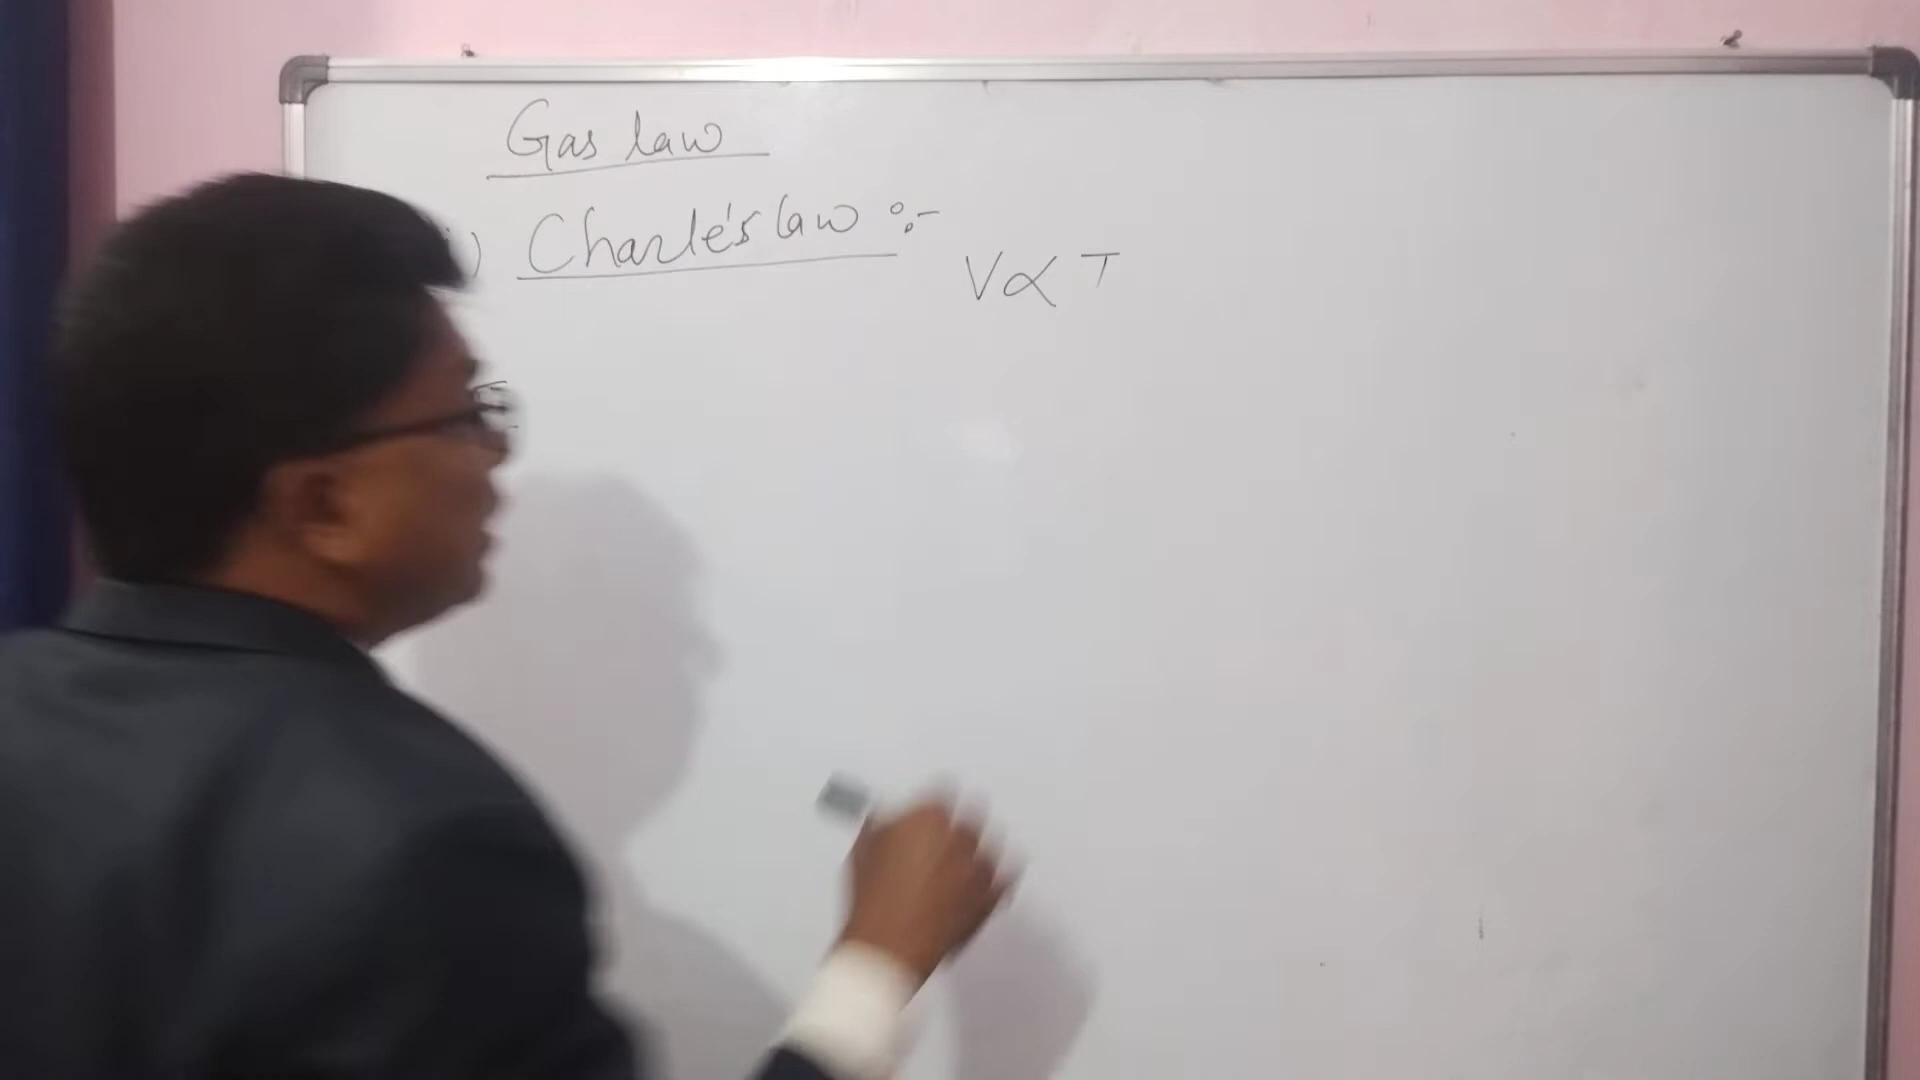 Gas law
i) Charle's law :-
V ∝ T